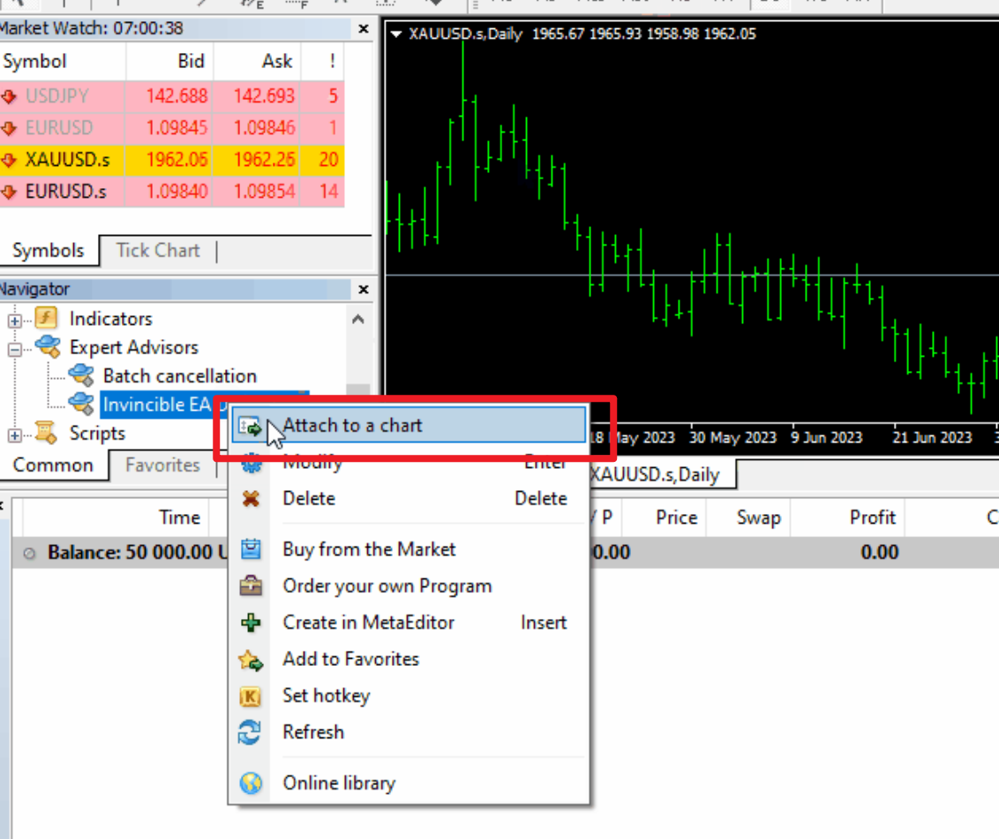 Market Watch: 07:00:38
Symbol Bid Ask !
USDJPY 142.688 142.693 5
EURUSD 1.09845 1.09846 1
XAUUSD.s 1962.06 1962.26 20
EURUSD.s 1.09840 1.09854 14
Symbols Tick Chart
XAUUSD.s,Daily 1965.67 1965.93 1958.98 1962.05
18 May 2023 30 May 2023 9 Jun 2023 21 Jun 2023
XAUUSD.s,Daily
Navigator
Indicators
Expert Advisors
Batch cancellation
Invincible EA
Scripts
Common Favorites
Attach to a chart
Modify Enter
Delete Delete
Buy from the Market
Order your own Program
Create in MetaEditor Insert
Add to Favorites
Set hotkey
Refresh
Online library
Time / P Price Swap Profit
Balance: 50 000.00 U 0.00 0.00